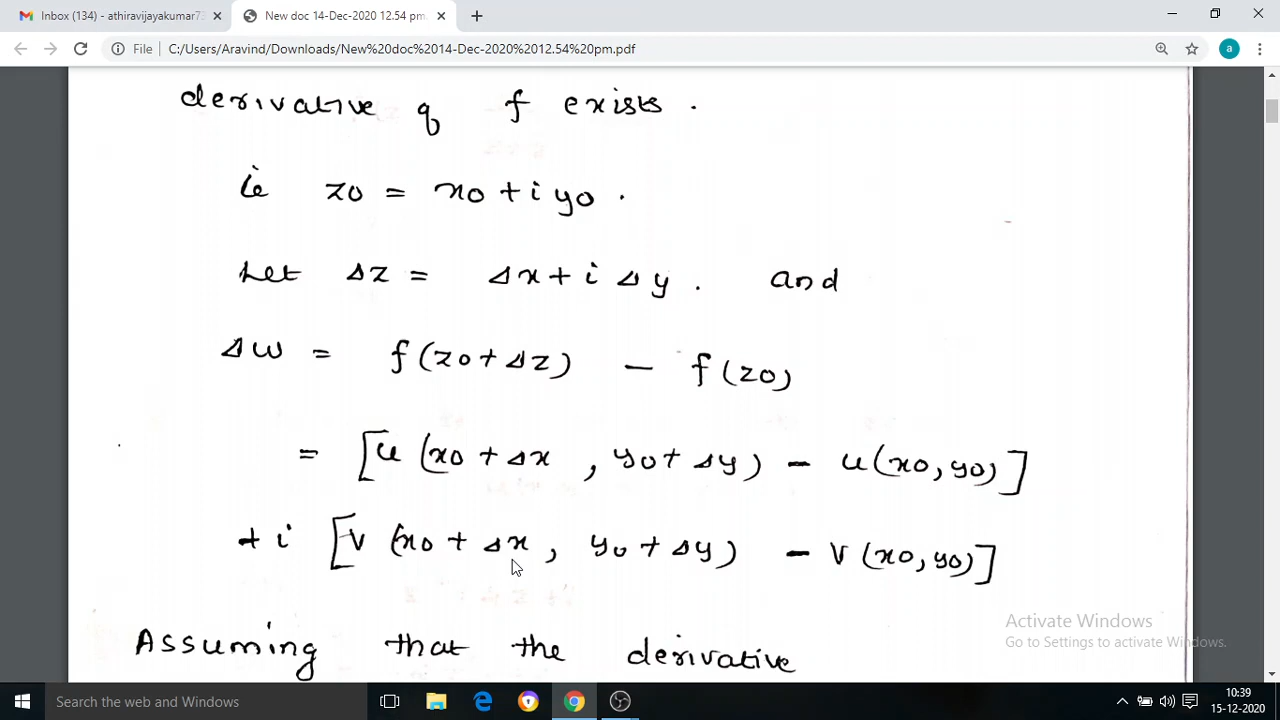 Inbox (134) - athiravijayakumar73
New doc 14-Dec-2020 12.54 pm.
File
C:/Users/Aravind/Downloads/New%20doc%2014-Dec-2020%2012.54%20pm.pdf
a
derivative of f exists .
ie z0 = x0 + i y0 .
Let Δz = Δx + i Δy . and
Δw = f(z0 + Δz) - f(z0)
= [u (x0 + Δx , y0 + Δy) - u(x0, y0)]
+ i [v (x0 + Δx , y0 + Δy) - v (x0, y0)]
Assuming that the derivative
Activate Windows
Go to Settings to activate Windows.
Search the web and Windows
10:39
15-12-2020